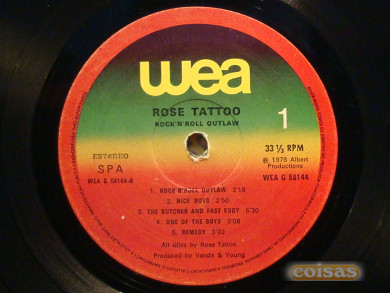 wea
ROSE TATTOO
ROCK'N'ROLL OUTLAW
1
ESTEREO
SPA
WEA G 58144-A
33 1/3 RPM
℗ 1978 Albert
Productions
WEA G 58144
1. ROCK'N'ROLL OUTLAW 3'18
2. NICE BOYS 2'50
3. THE BUTCHER AND FAST EDDY 6'30
4. ONE OF THE BOYS 3'08
5. REMEDY 3'03
All titles by Rose Tattoo
Produced by Vanda & Young
coisas